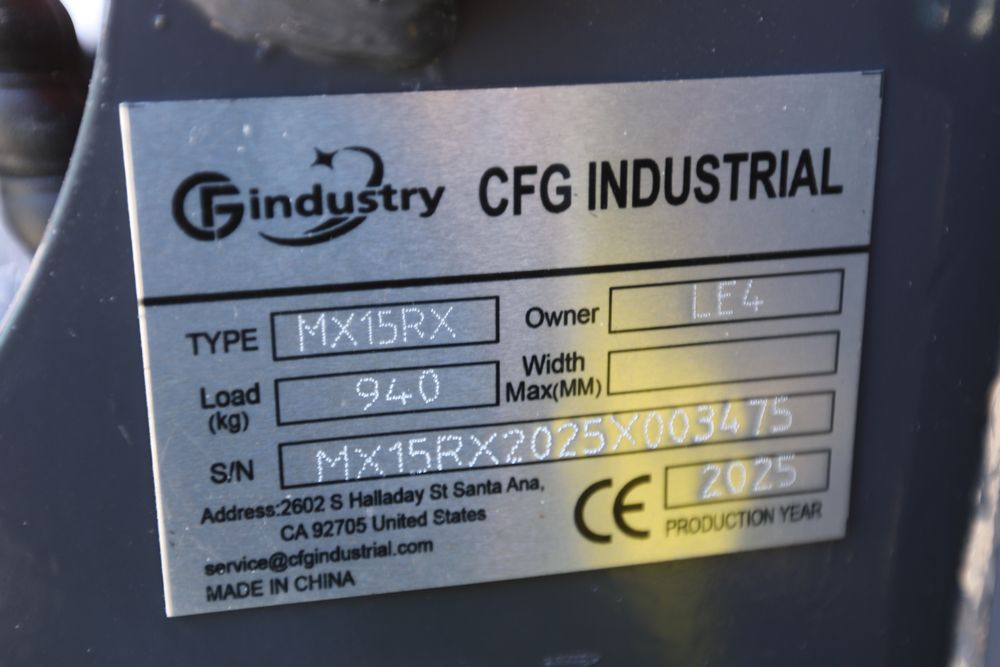 CFindustry CFG INDUSTRIAL
TYPE MX15RX Owner LE4
Load (kg) 940 Width Max(MM)
S/N MX15RX2025X003475
Address:2602 S Halladay St Santa Ana,
CA 92705 United States
service@cfgindustrial.com
MADE IN CHINA
CE 2025
PRODUCTION YEAR